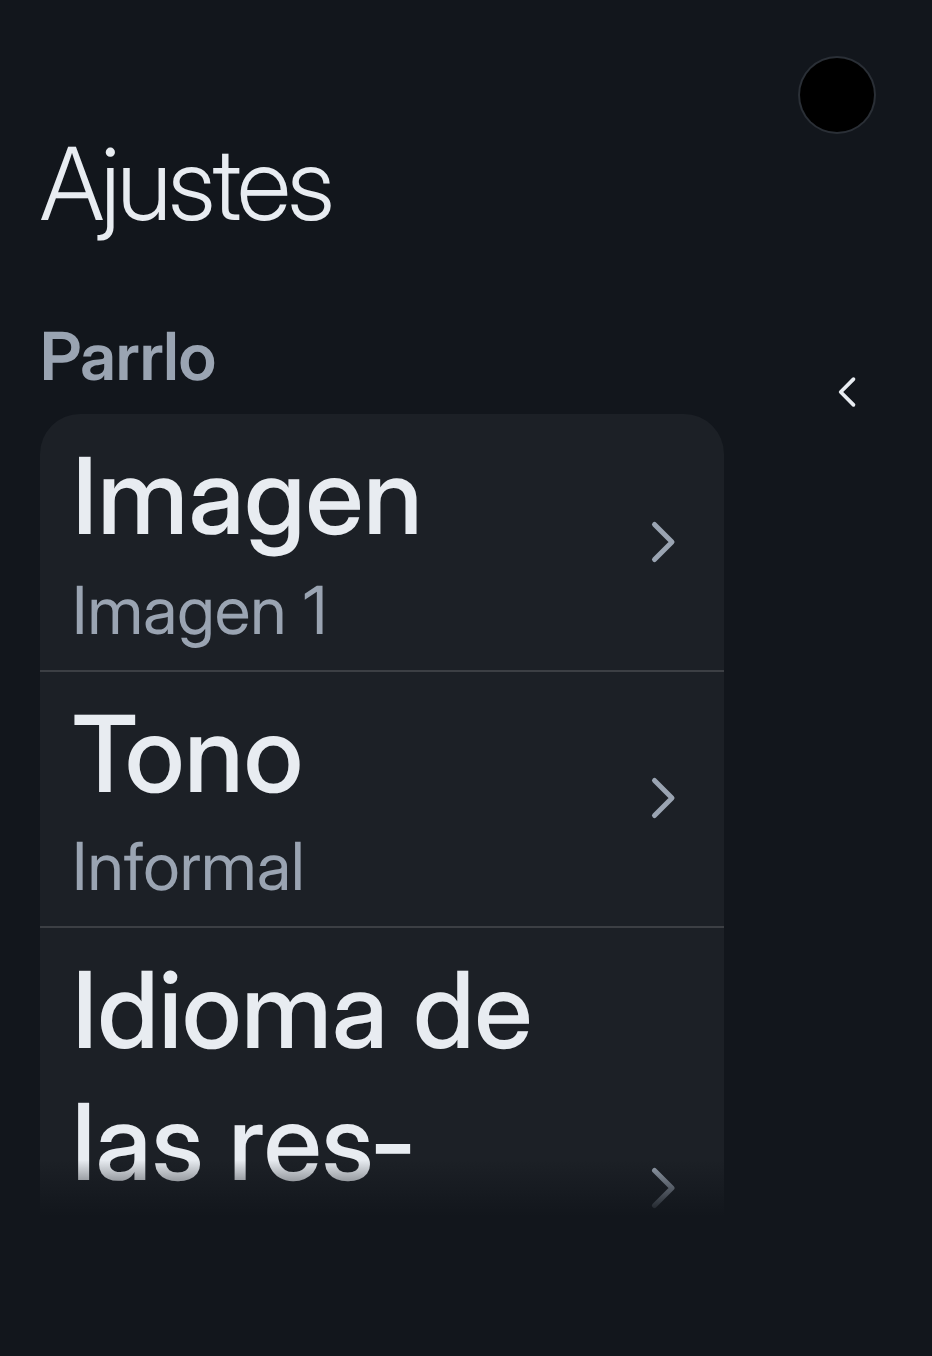 Ajustes
Parrlo
Imagen
Imagen 1
Tono
Informal
Idioma de
las res-